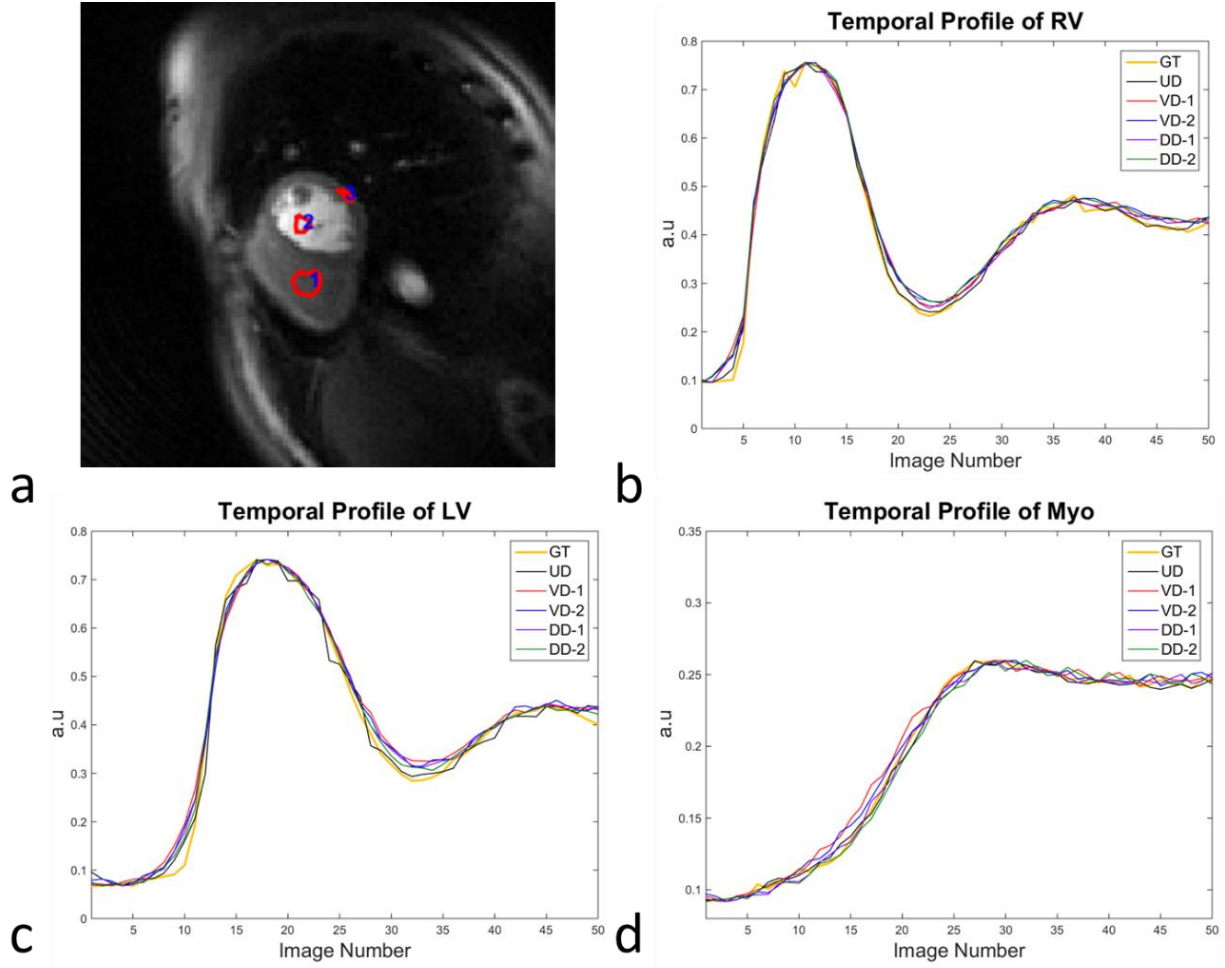 3
2
1
a
Temporal Profile of RV
0.8
0.7
0.6
0.5
0.4
0.3
0.2
0.1
0
a.u
GT
UD
VD-1
VD-2
DD-1
DD-2
5 10 15 20 25 30 35 40 45 50
Image Number
b
Temporal Profile of LV
0.8
0.7
0.6
0.5
0.4
0.3
0.2
0.1
0
a.u
GT
UD
VD-1
VD-2
DD-1
DD-2
5 10 15 20 25 30 35 40 45 50
Image Number
c
Temporal Profile of Myo
0.35
0.3
0.25
0.2
0.15
0.1
a.u
GT
UD
VD-1
VD-2
DD-1
DD-2
5 10 15 20 25 30 35 40 45 50
Image Number
d